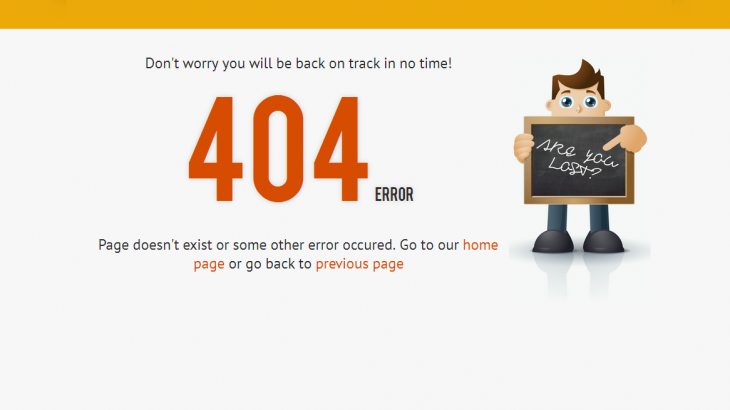 Don't worry you will be back on track in no time!
404 ERROR
ARE YOU
LOST?
Page doesn't exist or some other error occured. Go to our home
page or go back to previous page